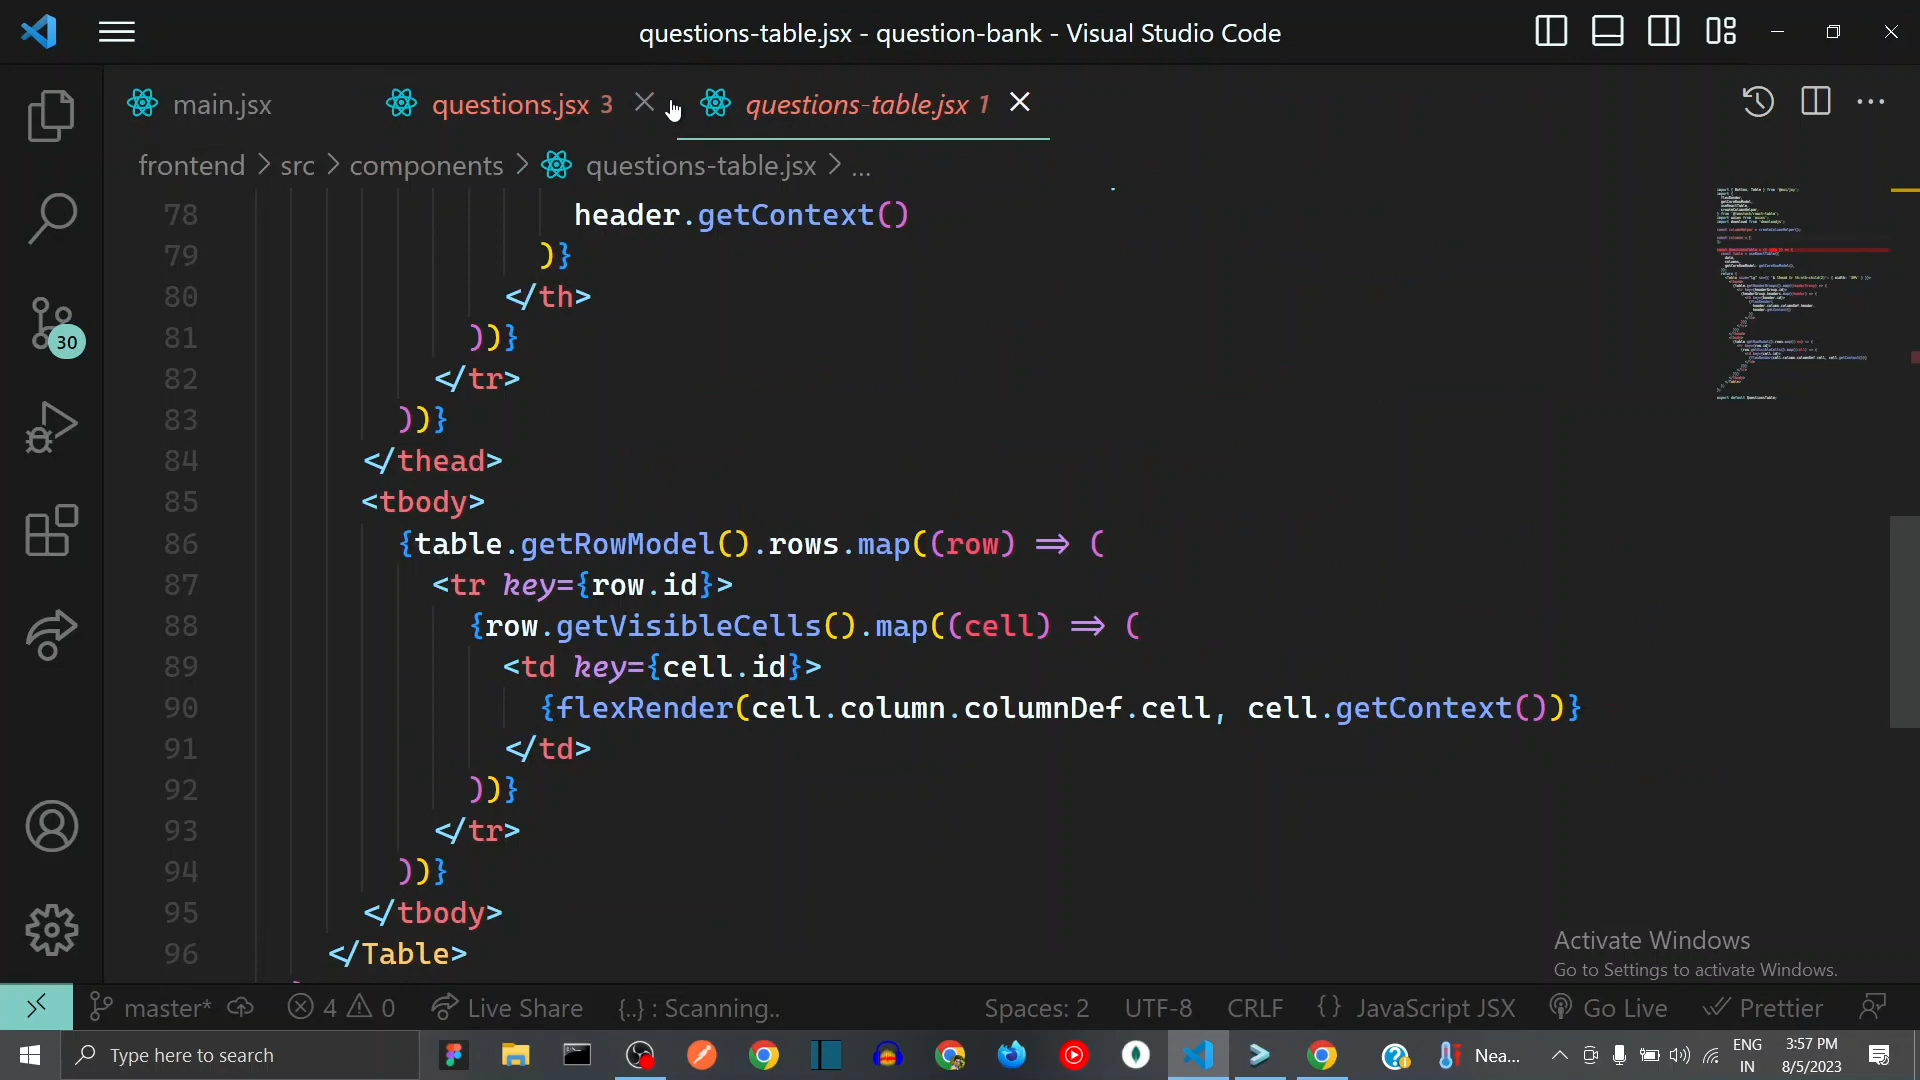 questions-table.jsx - question-bank - Visual Studio Code
main.jsx
questions.jsx 3
questions-table.jsx 1
frontend > src > components > questions-table.jsx > ...
78 header.getContext()
79 )}
80 </th>
81 ))}
82 </tr>
83 ))}
84 </thead>
85 <tbody>
86 {table.getRowModel().rows.map((row) => (
87 <tr key={row.id}>
88 {row.getVisibleCells().map((cell) => (
89 <td key={cell.id}>
90 {flexRender(cell.column.columnDef.cell, cell.getContext())}
91 </td>
92 ))}
93 </tr>
94 ))}
95 </tbody>
96 </Table>
30
Activate Windows
Go to Settings to activate Windows.
master* 4 0 Live Share {..} : Scanning.. Spaces: 2 UTF-8 CRLF {} JavaScript JSX Go Live Prettier
Type here to search
Nea...
ENG
IN
3:57 PM
8/5/2023